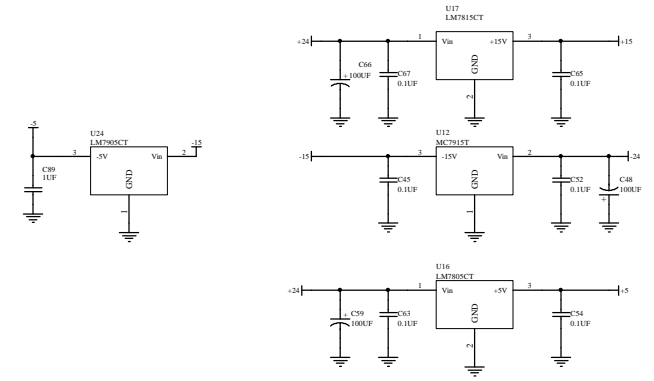 U17
LM7815CT
+24
1
Vin
+15V
3
+15
C66
+ 100UF
C67
0.1UF
GND
2
C65
0.1UF
-5
U24
LM7905CT
-15
3
-5V
Vin
2
C89
1UF
GND
1
U12
MC7915T
-15
3
-15V
Vin
2
-24
C45
0.1UF
GND
1
C52
0.1UF
C48
100UF
+
U16
LM7805CT
+24
1
Vin
+5V
3
+5
+ C59
100UF
C63
0.1UF
GND
2
C54
0.1UF